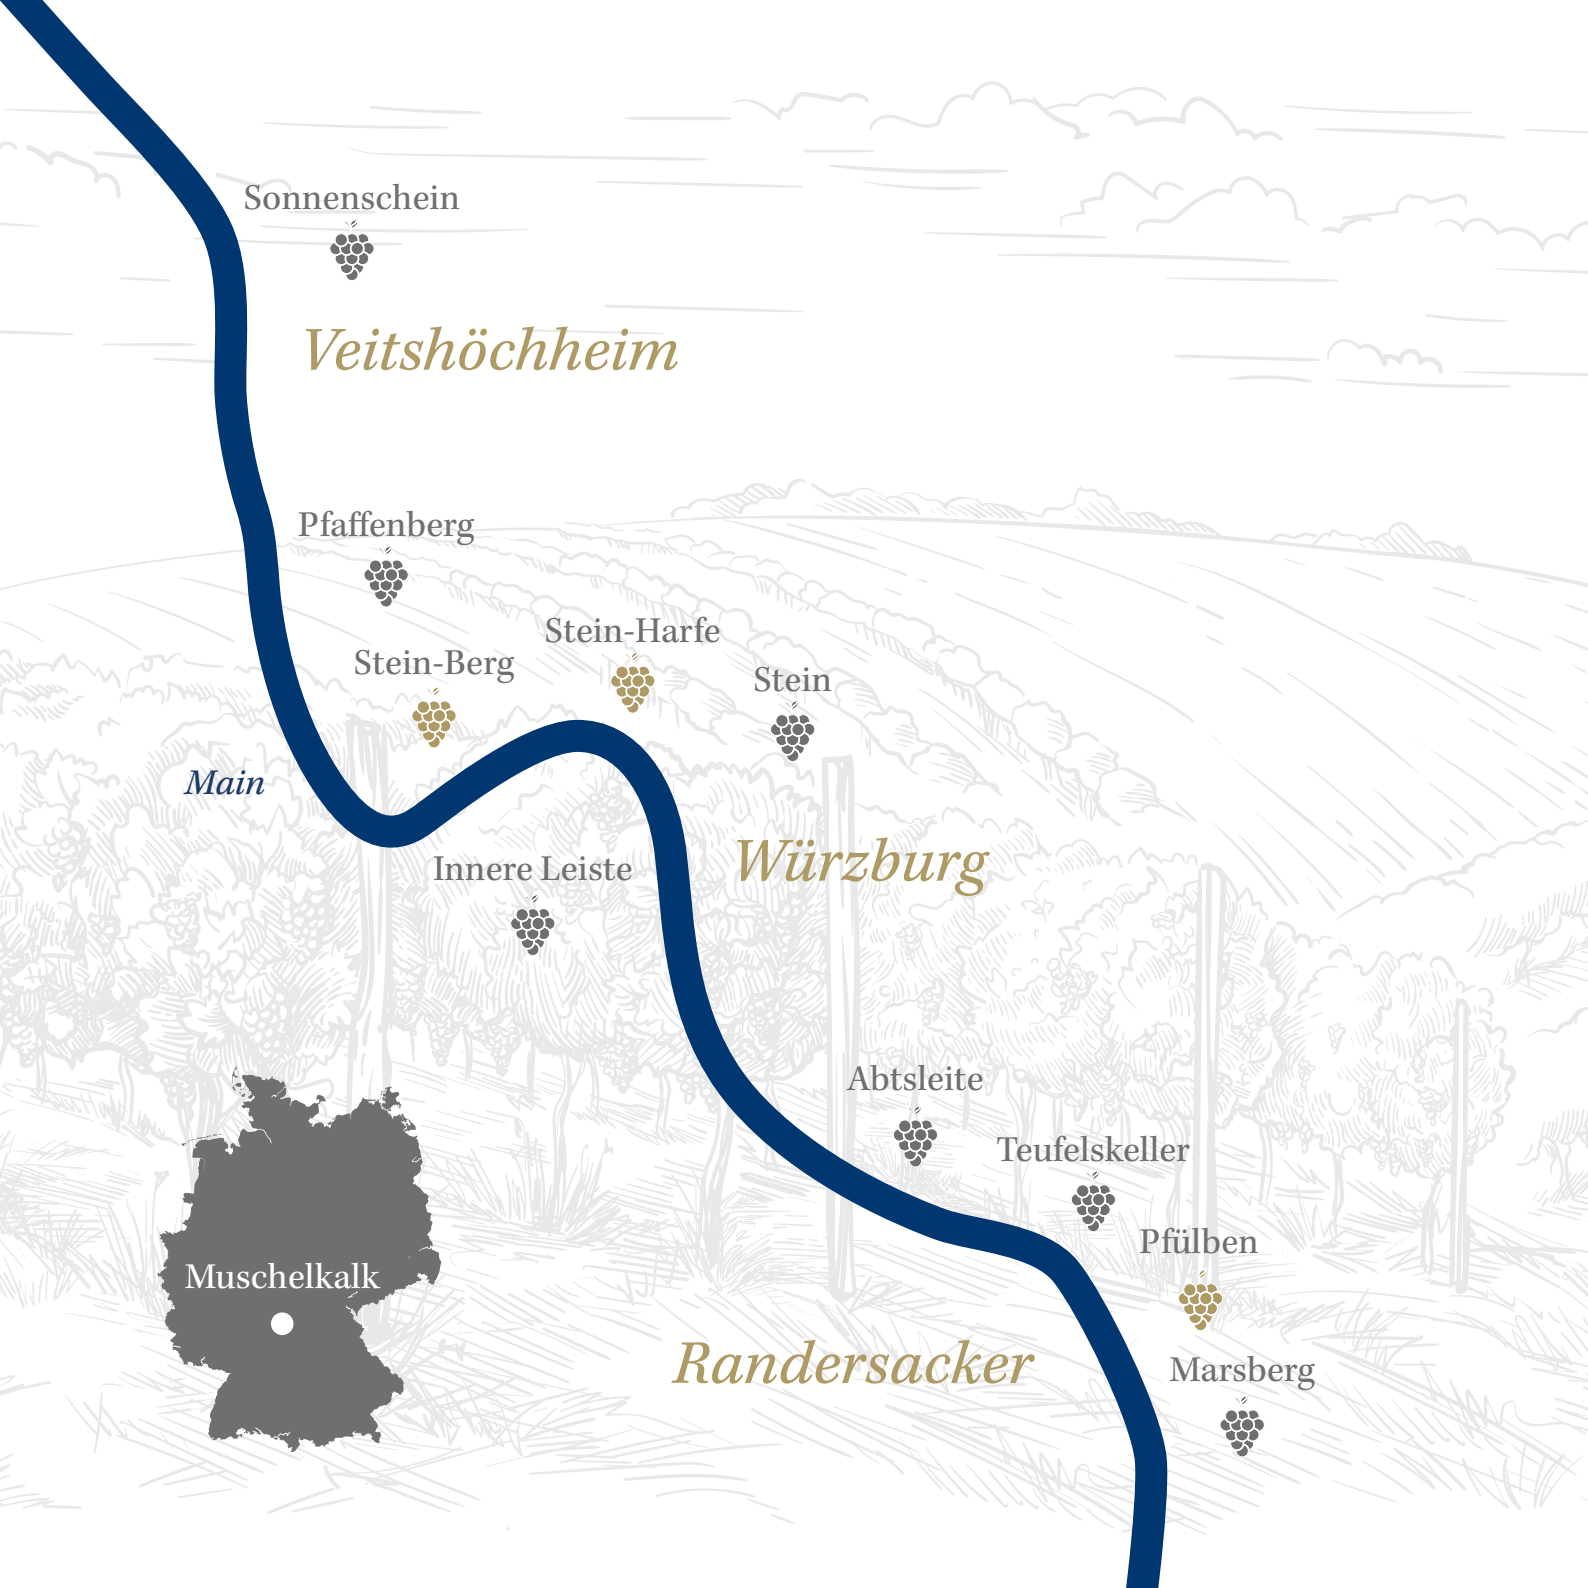 Sonnenschein
Veitshöchheim
Pfaffenberg
Stein-Harfe
Stein-Berg
Stein
Main
Würzburg
Innere Leiste
Abtsleite
Teufelskeller
Pfülben
Muschelkalk
Randersacker
Marsberg